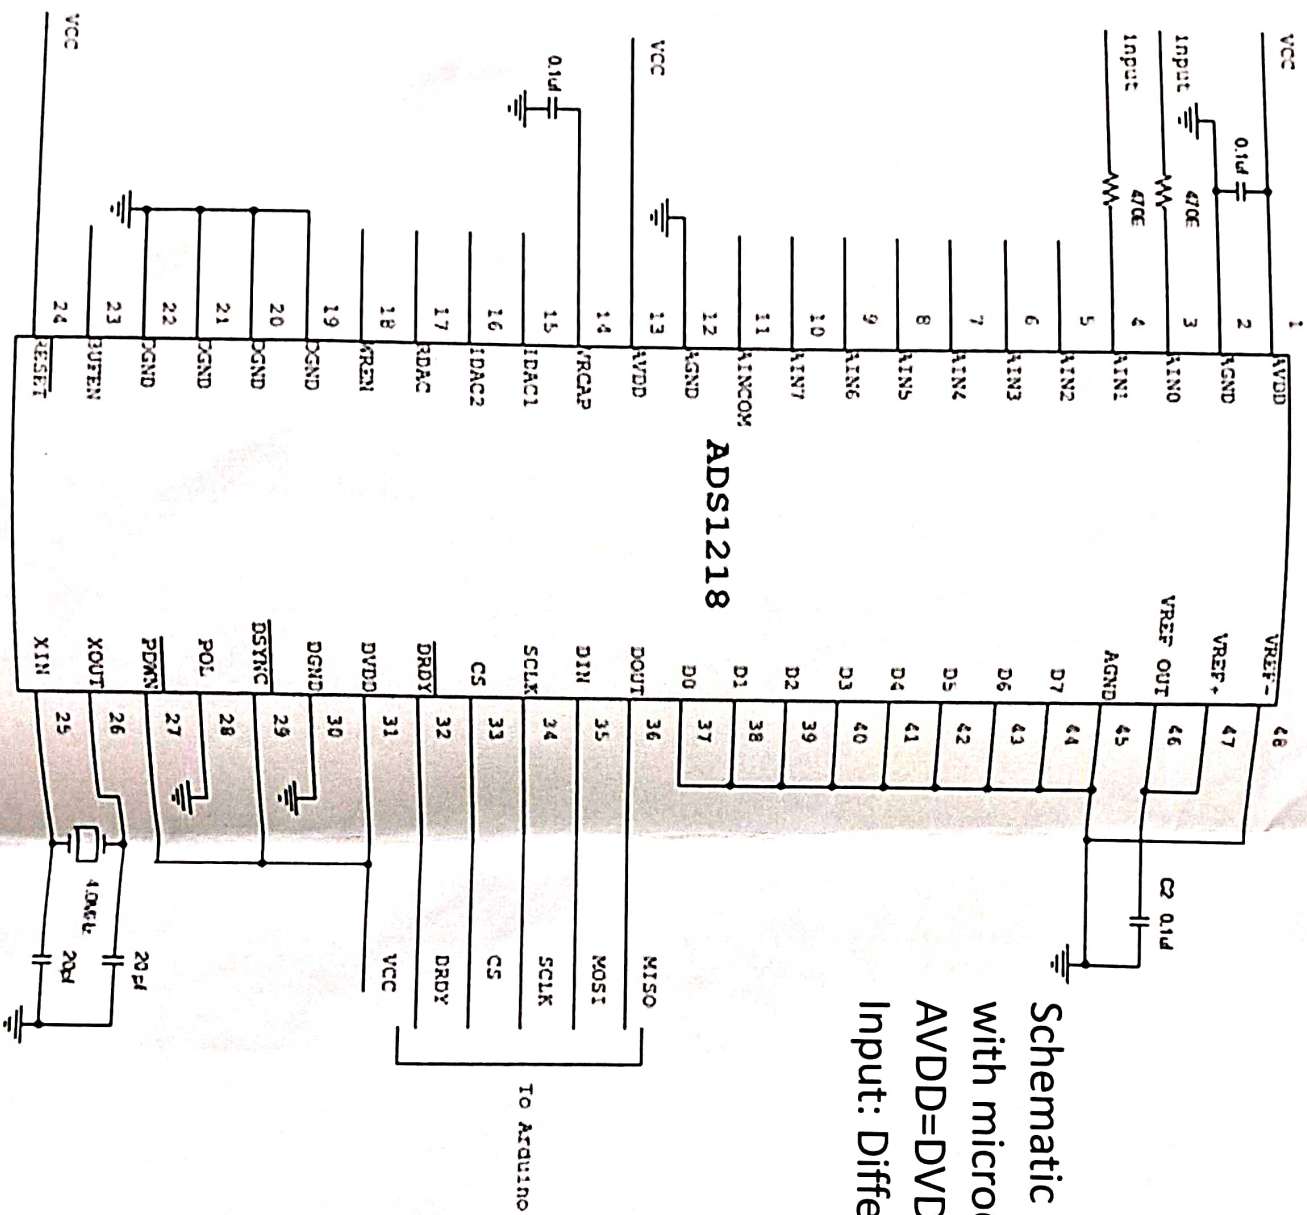 VCC
1
AVDD
0.1uf
2
AGND
input
470E
3
AIN0
input
470E
4
AIN1
5
AIN2
6
AIN3
7
AIN4
8
AIN5
9
AIN6
10
AIN7
11
AINCOM
12
AGND
VCC
13
AVDD
0.1uf
14
VRCAP
15
IDAC1
16
IDAC2
17
RDAC
18
WREN
19
DGND
20
DGND
21
DGND
22
DGND
23
BUFEN
VCC
24
RESET
ADS1218
VREF-
48
VREF+
47
VREF OUT
46
AGND
45
D7
44
D6
43
D5
42
D4
41
D3
40
D2
39
D1
38
D0
37
DOUT
36
MISO
DIN
35
MOSI
SCLK
34
SCLK
CS
33
CS
DRDY
32
DRDY
DVDD
31
VCC
DGND
30
DSYNC
29
POL
28
PDWN
27
XOUT
26
XIN
25
C2 0.1uf
4.0MHz
20pf
20pf
To Arduino
Schematic
with micro
AVDD=DVD
Input: Diffe